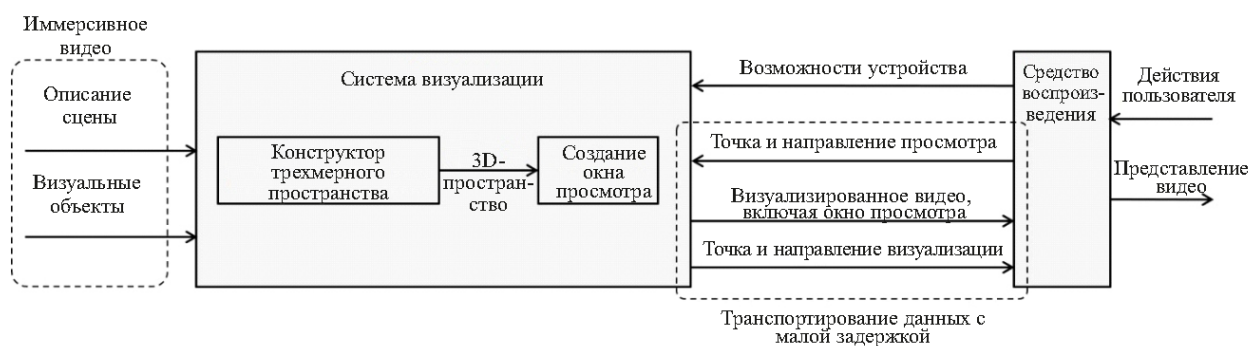 Иммерсивное
видео
Описание
сцены
Визуальные
объекты
Система визуализации
Конструктор
трехмерного
пространства
3D-
простран-
ство
Создание
окна
просмотра
Возможности устройства
Точка и направление просмотра
Визуализированное видео,
включая окно просмотра
Точка и направление визуализации
Транспортирование данных с
малой задержкой
Средство
воспроиз-
ведения
Действия
пользователя
Представление
видео